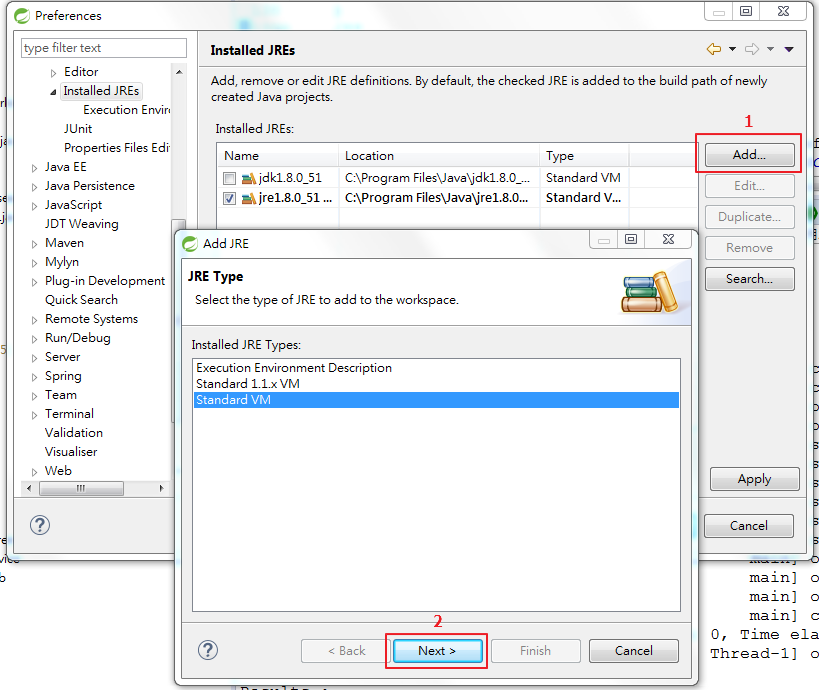 Preferences
type filter text
Editor
Installed JREs
Execution Enviro
JUnit
Properties Files Edi
Java EE
Java Persistence
JavaScript
JDT Weaving
Maven
Mylyn
Plug-in Development
Quick Search
Remote Systems
Run/Debug
Server
Spring
Team
Terminal
Validation
Visualiser
Web
Installed JREs
Add, remove or edit JRE definitions. By default, the checked JRE is added to the build path of newly
created Java projects.
Installed JREs:
1
Name Location Type
jdk1.8.0_51 C:\Program Files\Java\jdk1.8.0_... Standard VM
jre1.8.0_51 ... C:\Program Files\Java\jre1.8.0... Standard V...
Add...
Edit...
Duplicate...
Remove
Search...
Apply
Cancel
Add JRE
JRE Type
Select the type of JRE to add to the workspace.
Installed JRE Types:
Execution Environment Description
Standard 1.1.x VM
Standard VM
2
< Back
Next >
Finish
Cancel
main] o
main] o
main] c
0, Time ela
Thread-1] o